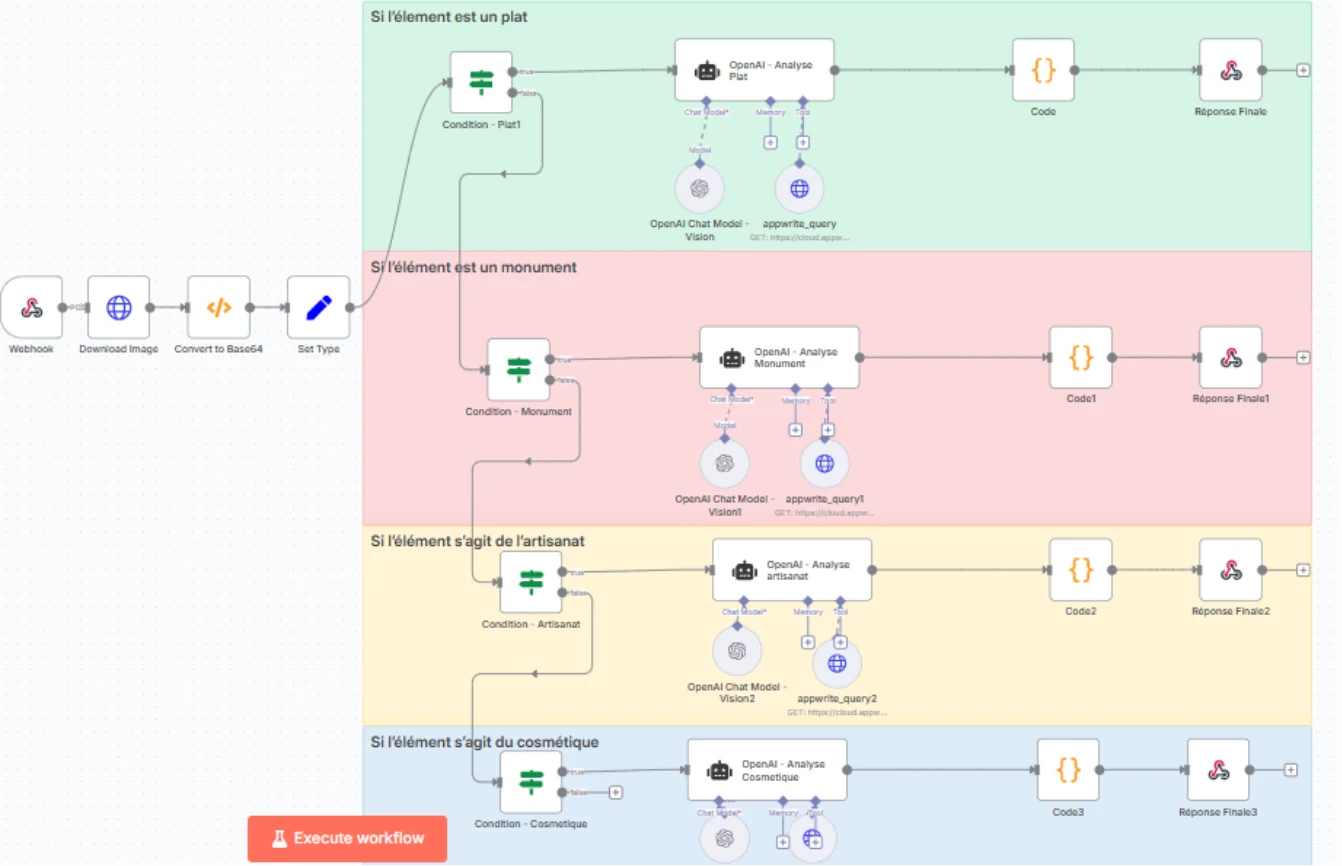 Si l'élement est un plat
true
false
Condition - Plat1
OpenAI - Analyse
Plat
Chat Model*
Memory
Tool
Model
OpenAI Chat Model -
Vision
appwrite_query
GET: https://cloud.appw...
Code
Réponse Finale
Si l'élément est un monument
Webhook
POST
Download Image
Convert to Base64
Set Type
true
false
Condition - Monument
OpenAI - Analyse
Monument
Chat Model*
Memory
Tool
Model
OpenAI Chat Model -
Vision1
appwrite_query1
GET: https://cloud.appw...
Code1
Réponse Finale1
Si l'élément s'agit de l'artisanat
true
false
Condition - Artisanat
OpenAI - Analyse
artisanat
Chat Model*
Memory
Tool
OpenAI Chat Model -
Vision2
appwrite_query2
GET: https://cloud.appw...
Code2
Réponse Finale2
Si l'élément s'agit du cosmétique
true
false
Condition - Cosmetique
OpenAI - Analyse
Cosmetique
Chat Model*
Memory
Tool
Code3
Réponse Finale3
Execute workflow